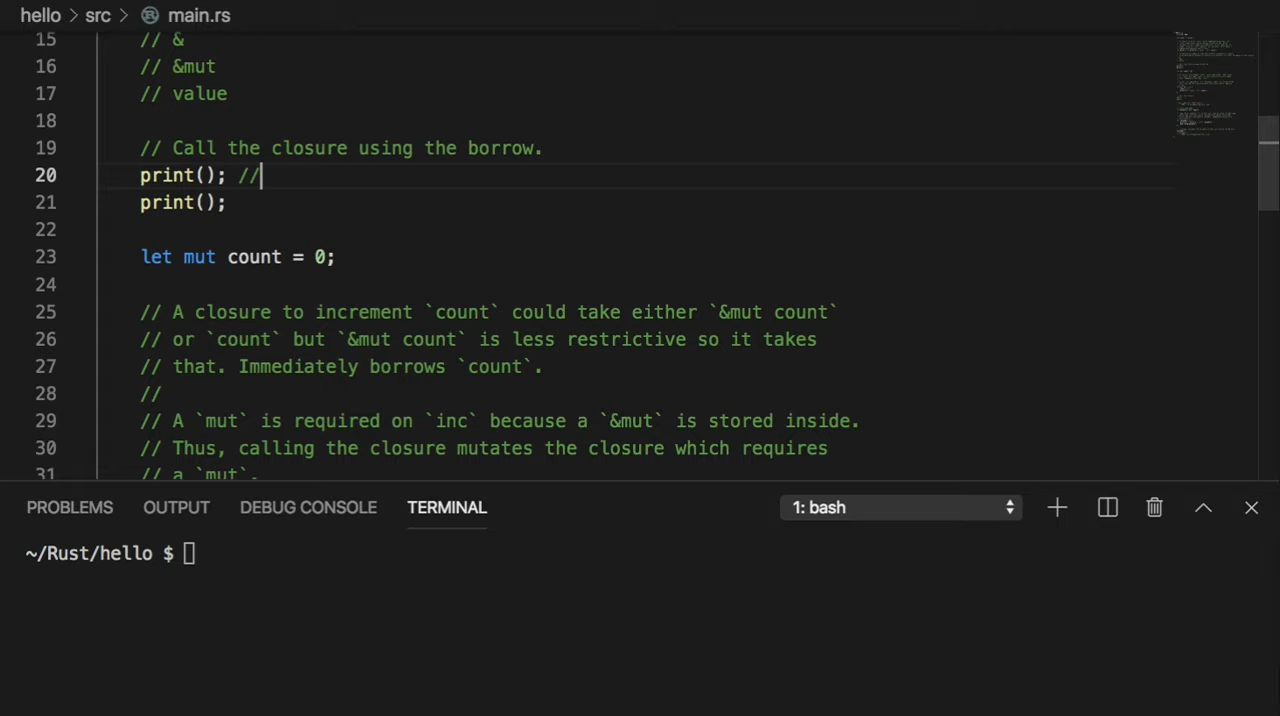 hello > src > main.rs
15 // &
16 // &mut
17 // value
18
19 // Call the closure using the borrow.
20 print(); //
21 print();
22
23 let mut count = 0;
24
25 // A closure to increment `count` could take either `&mut count`
26 // or `count` but `&mut count` is less restrictive so it takes
27 // that. Immediately borrows `count`.
28 //
29 // A `mut` is required on `inc` because a `&mut` is stored inside.
30 // Thus, calling the closure mutates the closure which requires
31 // a `mut`.
PROBLEMS OUTPUT DEBUG CONSOLE TERMINAL 1: bash
~/Rust/hello $